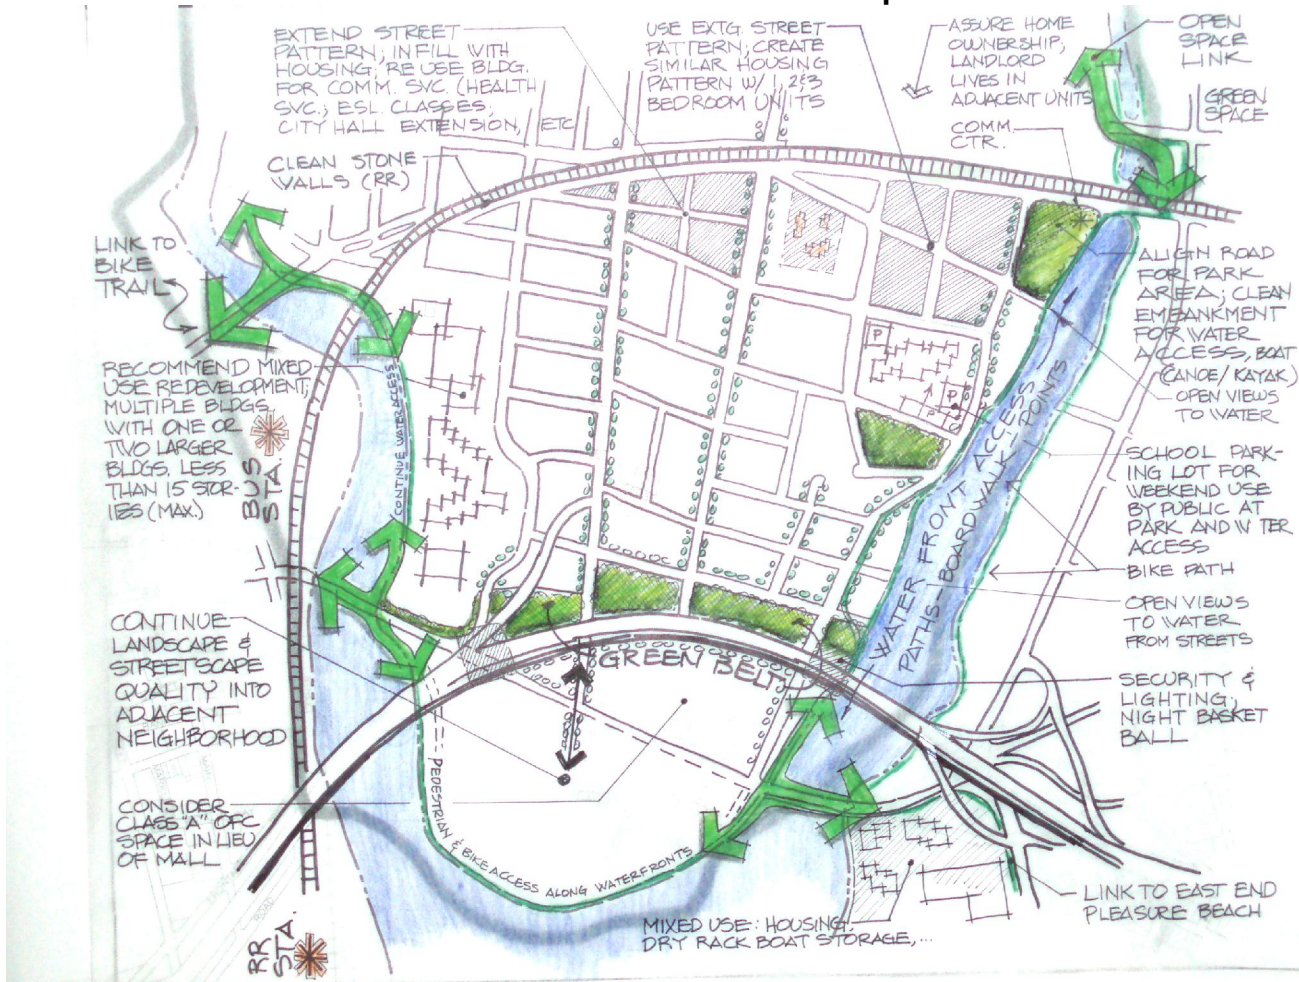 EXTEND STREET
PATTERN; INFILL WITH
HOUSING; RE USE BLDG.
FOR COMM. SVC. (HEALTH
SVC.; ESL. CLASSES;
CITY HALL EXTENSION, ETC
USE EXTG. STREET
PATTERN; CREATE
SIMILAR HOUSING
PATTERN W/ 1, 2 & 3
BEDROOM UNITS
ASSURE HOME
OWNERSHIP;
LANDLORD
LIVES IN
ADJACENT UNITS
OPEN
SPACE
LINK
GREEN
SPACE
COMM.
CTR.
CLEAN STONE
WALLS (RR)
LINK TO
BIKE
TRAIL
ALIGN ROAD
FOR PARK
AREA; CLEAN
EMBANKMENT
FOR WATER
ACCESS, BOAT
(CANOE/KAYAK)
OPEN VIEWS
TO WATER
RECOMMEND MIXED
USE REDEVELOPMENT;
MULTIPLE BLDGS.
WITH ONE OR
TWO LARGER
BLDGS. LESS
THAN 15 STOR-
IES (MAX.)
BUS
STA.
CONTINUE WATER ACCESS
P
P
P
WATER FRONT ACCESS
PATHS - BOARDWALK - POINTS
SCHOOL PARK-
ING LOT FOR
WEEKEND USE
BY PUBLIC AT
PARK AND W TER
ACCESS
BIKE PATH
OPEN VIEWS
TO WATER
FROM STREETS
CONTINUE
LANDSCAPE &
STREETSCAPE
QUALITY INTO
ADJACENT
NEIGHBORHOOD
GREEN BELT
SECURITY &
LIGHTING;
NIGHT BASKET
BALL
CONSIDER
CLASS "A" OFC
SPACE IN LIEU
OF MALL
PEDESTRIAN & BIKE ACCESS ALONG WATERFRONTS
LINK TO EAST END
PLEASURE BEACH
MIXED USE: HOUSING;
DRY RACK BOAT STORAGE,...
RR
STA.